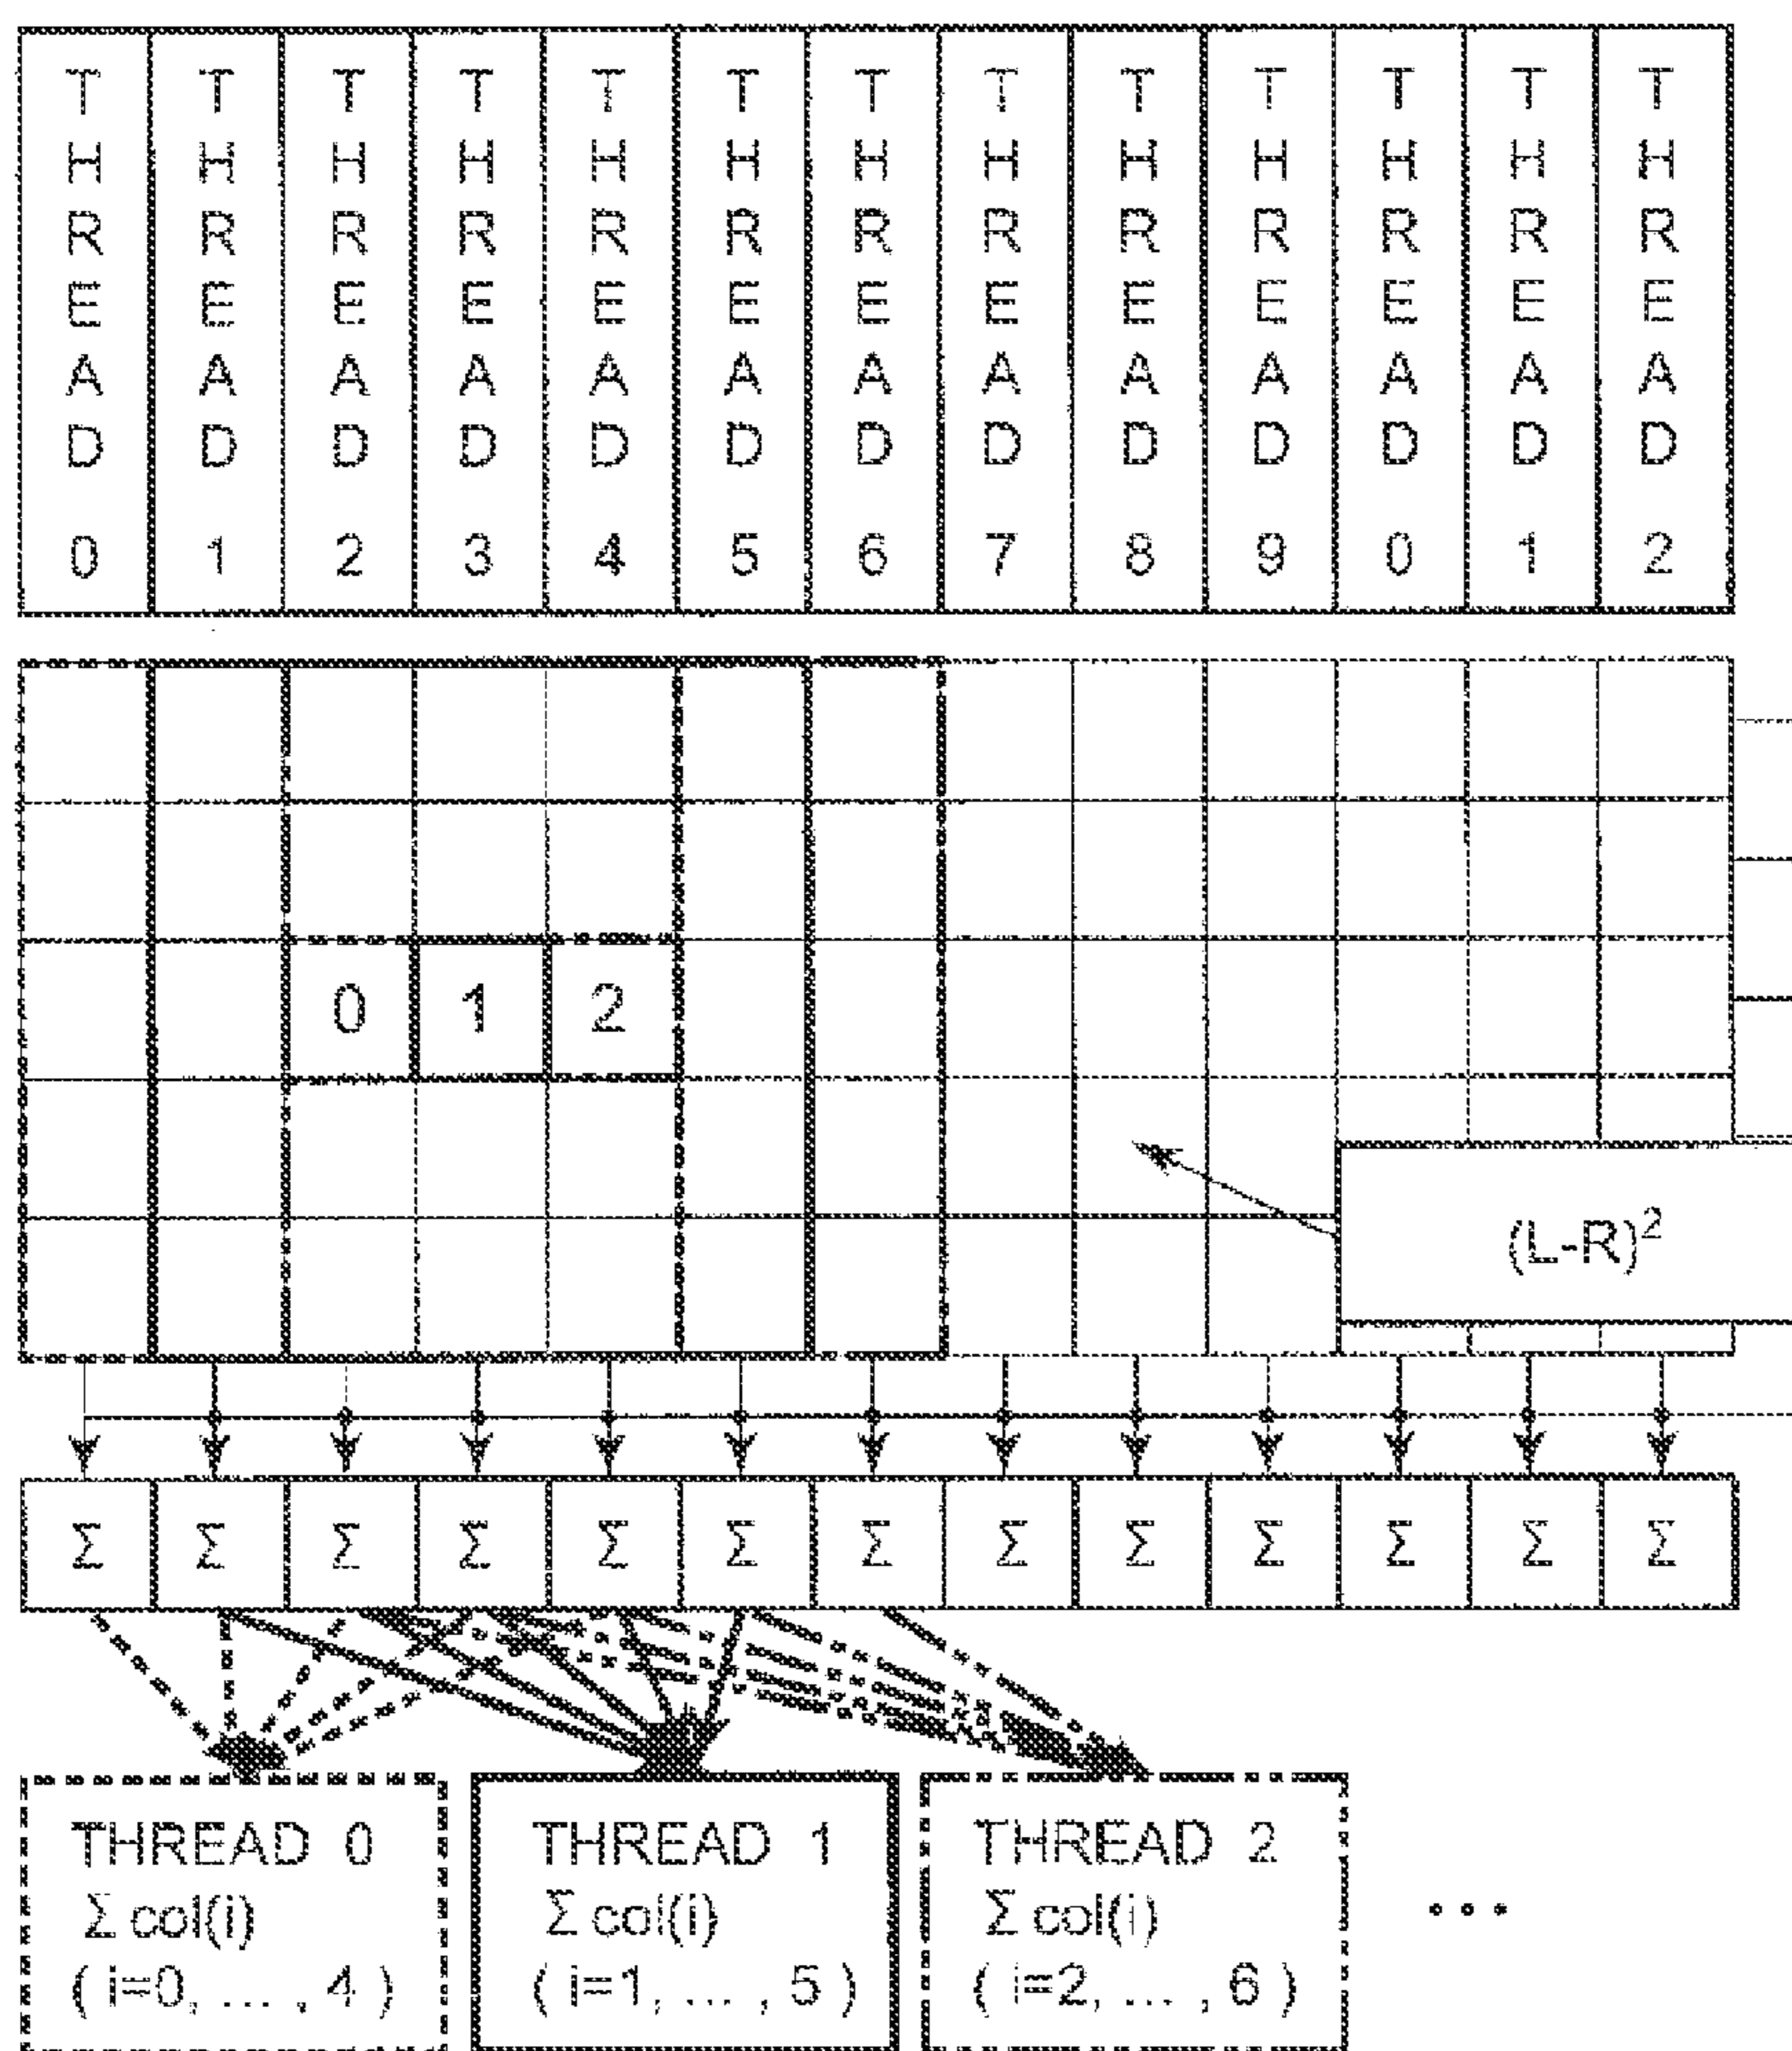 THREAD 0
THREAD 1
THREAD 2
THREAD 3
THREAD 4
THREAD 5
THREAD 6
THREAD 7
THREAD 8
THREAD 9
THREAD 0
THREAD 1
THREAD 2
0 1 2
(L-R)²
Σ Σ Σ Σ Σ Σ Σ Σ Σ Σ Σ Σ Σ
THREAD 0
Σ col(i)
( i=0, ... , 4 )
THREAD 1
Σ col(i)
( i=1, ... , 5 )
THREAD 2
Σ col(i)
( i=2, ... , 6 )
...